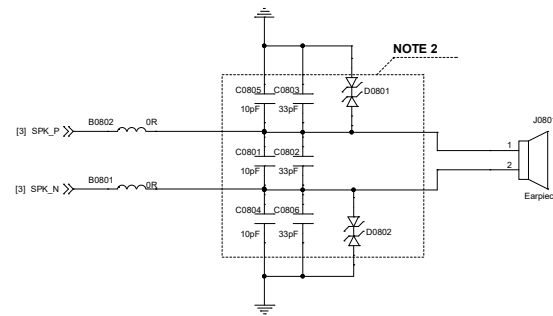 NOTE 2
C0805 C0803
D0801
10pF 33pF
J0801
B0802 0R
[3] SPK_P
1
C0801 C0802
2
10pF 33pF
B0801
[3] SPK_N 0R
Earpiec
C0804 C0806
D0802
10pF 33pF